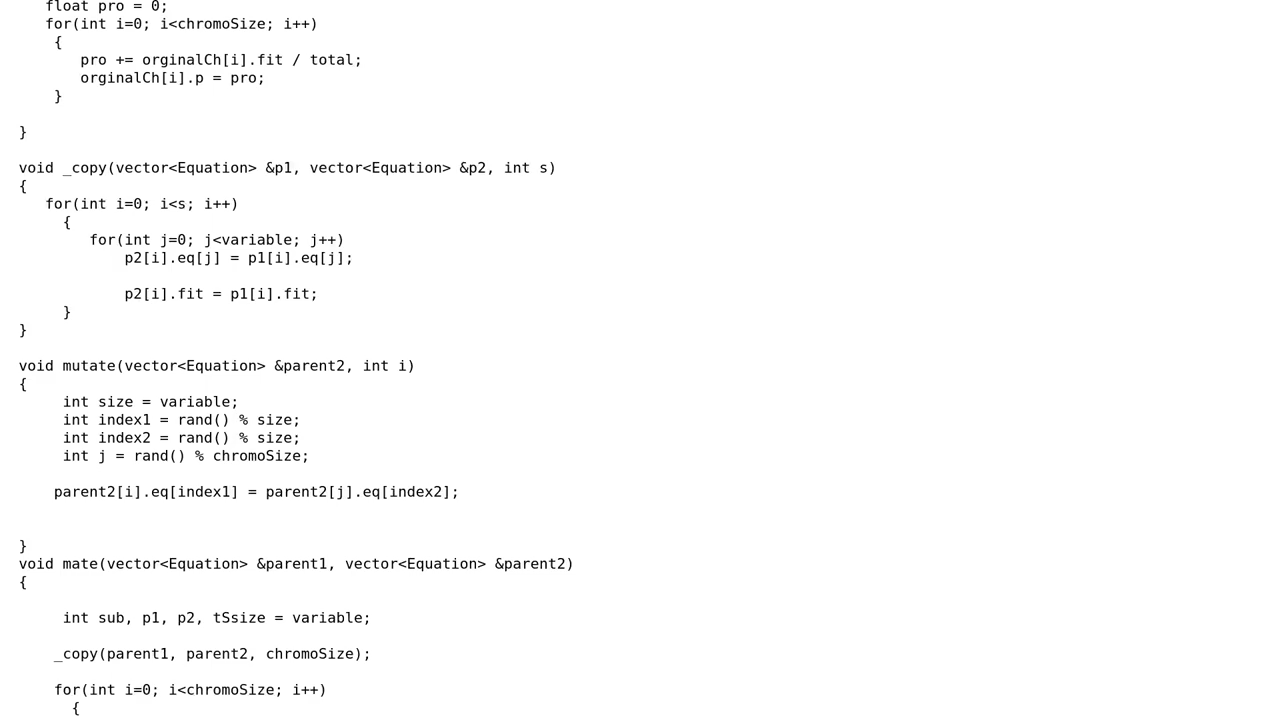 float pro = 0;
for(int i=0; i<chromoSize; i++)
{
pro += orginalCh[i].fit / total;
orginalCh[i].p = pro;
}
}
void _copy(vector<Equation> &p1, vector<Equation> &p2, int s)
{
for(int i=0; i<s; i++)
{
for(int j=0; j<variable; j++)
p2[i].eq[j] = p1[i].eq[j];
p2[i].fit = p1[i].fit;
}
}
void mutate(vector<Equation> &parent2, int i)
{
int size = variable;
int index1 = rand() % size;
int index2 = rand() % size;
int j = rand() % chromoSize;
parent2[i].eq[index1] = parent2[j].eq[index2];
}
void mate(vector<Equation> &parent1, vector<Equation> &parent2)
{
int sub, p1, p2, tSsize = variable;
_copy(parent1, parent2, chromoSize);
for(int i=0; i<chromoSize; i++)
{